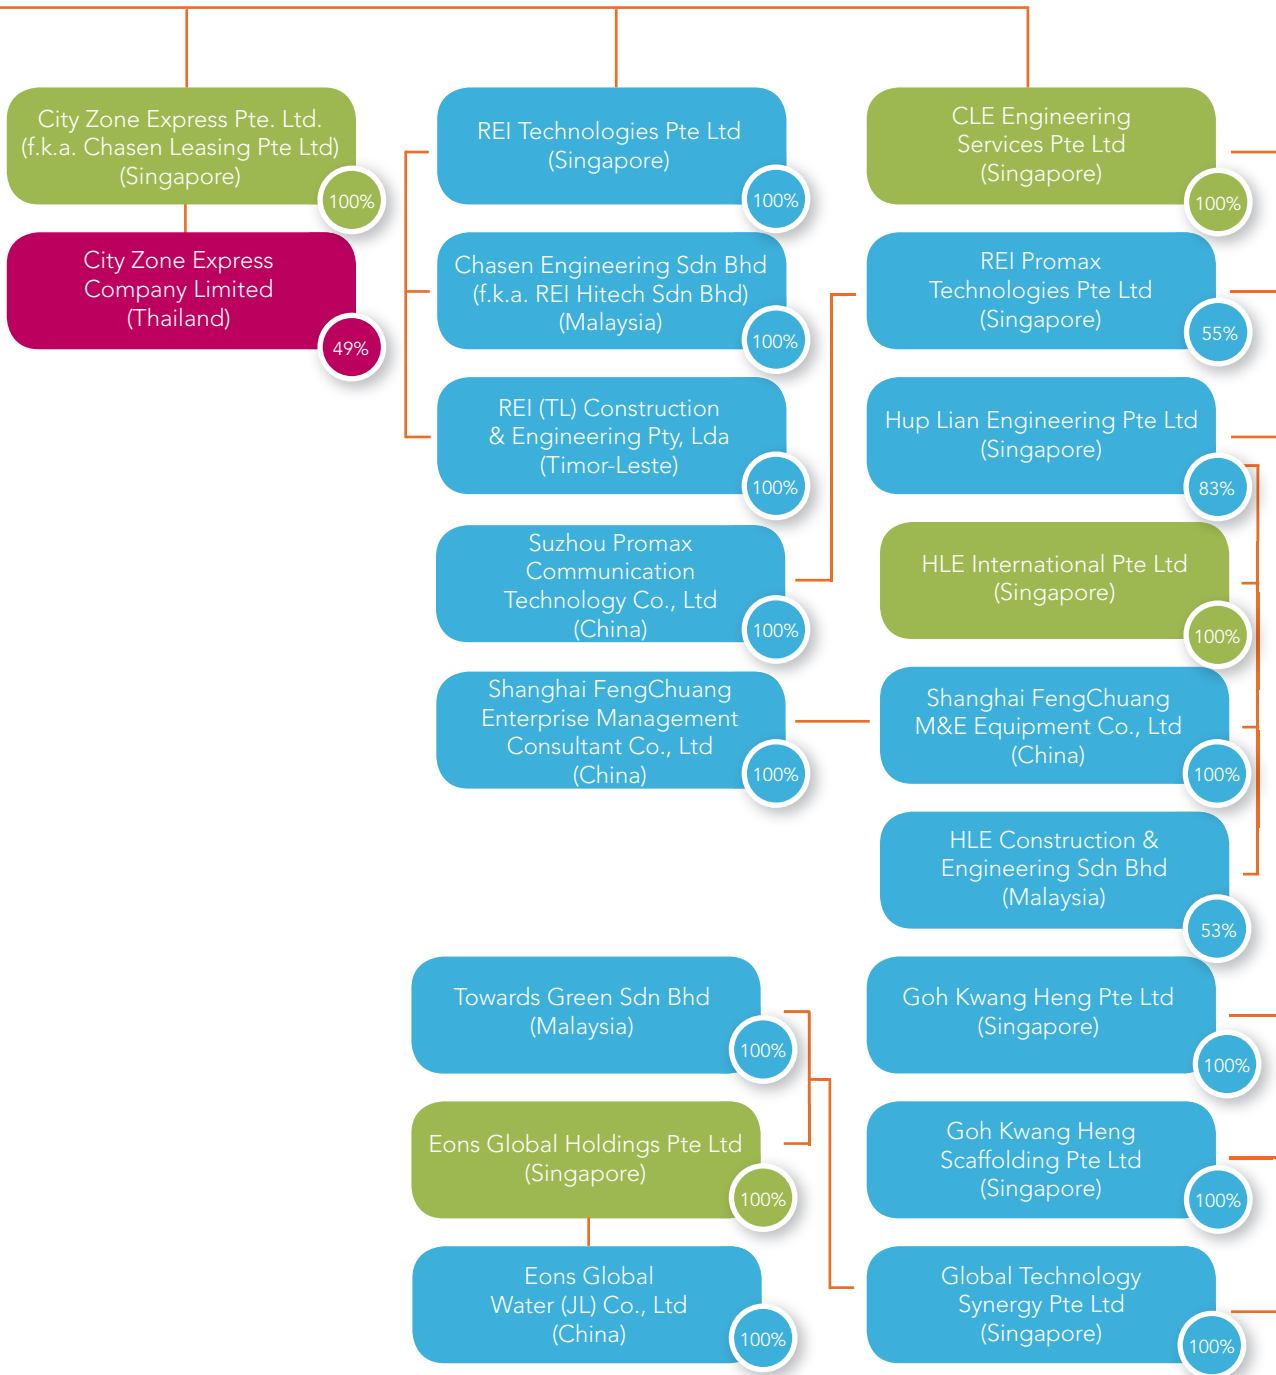 City Zone Express Pte. Ltd.
(f.k.a. Chasen Leasing Pte Ltd)
(Singapore)
100%
City Zone Express
Company Limited
(Thailand)
49%
REI Technologies Pte Ltd
(Singapore)
100%
Chasen Engineering Sdn Bhd
(f.k.a. REI Hitech Sdn Bhd)
(Malaysia)
100%
REI (TL) Construction
& Engineering Pty, Lda
(Timor-Leste)
100%
Suzhou Promax
Communication
Technology Co., Ltd
(China)
100%
Shanghai FengChuang
Enterprise Management
Consultant Co., Ltd
(China)
100%
Towards Green Sdn Bhd
(Malaysia)
100%
Eons Global Holdings Pte Ltd
(Singapore)
100%
Eons Global
Water (JL) Co., Ltd
(China)
100%
CLE Engineering
Services Pte Ltd
(Singapore)
100%
REI Promax
Technologies Pte Ltd
(Singapore)
55%
Hup Lian Engineering Pte Ltd
(Singapore)
83%
HLE International Pte Ltd
(Singapore)
100%
Shanghai FengChuang
M&E Equipment Co., Ltd
(China)
100%
HLE Construction &
Engineering Sdn Bhd
(Malaysia)
53%
Goh Kwang Heng Pte Ltd
(Singapore)
100%
Goh Kwang Heng
Scaffolding Pte Ltd
(Singapore)
100%
Global Technology
Synergy Pte Ltd
(Singapore)
100%